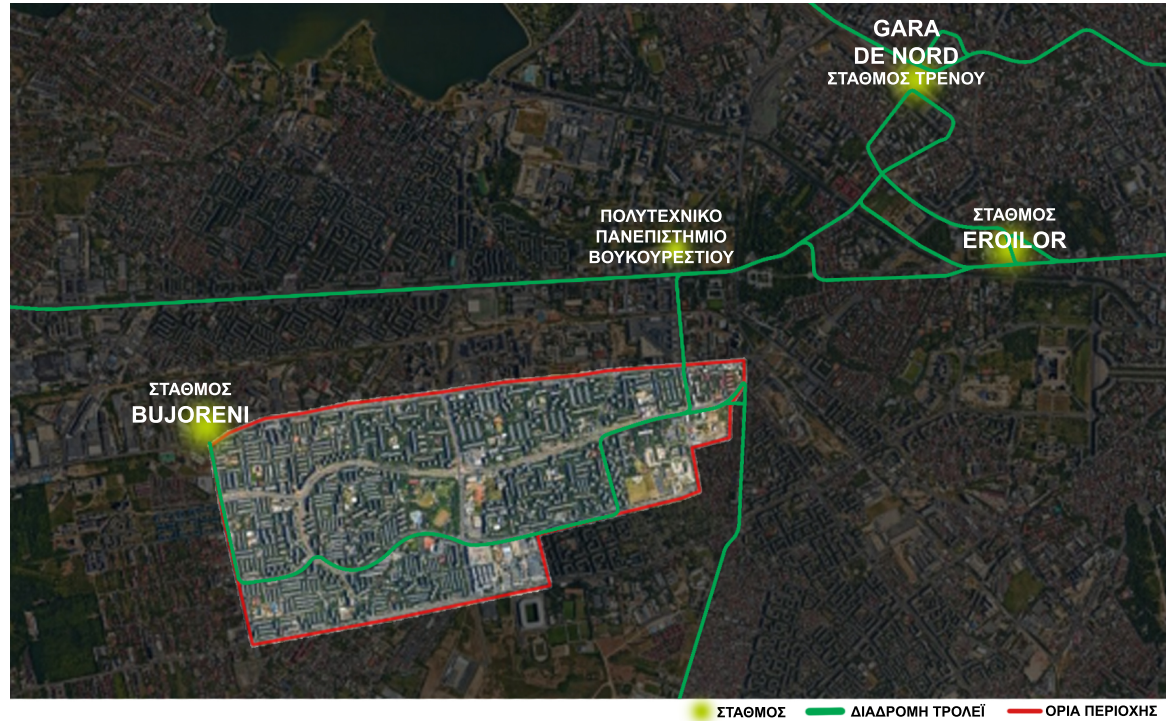 GARA
DE NORD
ΣΤΑΘΜΟΣ ΤΡΕΝΟΥ
ΠΟΛΥΤΕΧΝΙΚΟ
ΠΑΝΕΠΙΣΤΗΜΙΟ
ΒΟΥΚΟΥΡΕΣΤΙΟΥ
ΣΤΑΘΜΟΣ
EROILOR
ΣΤΑΘΜΟΣ
BUJORENI
ΣΤΑΘΜΟΣ ΔΙΑΔΡΟΜΗ ΤΡΟΛΕΪ ΟΡΙΑ ΠΕΡΙΟΧΗΣ